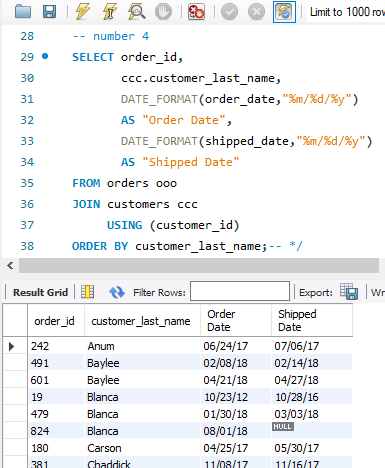 Limit to 1000 row
28 -- number 4
29 SELECT order_id,
30 ccc.customer_last_name,
31 DATE_FORMAT(order_date,"%m/%d/%y")
32 AS "Order Date",
33 DATE_FORMAT(shipped_date,"%m/%d/%y")
34 AS "Shipped Date"
35 FROM orders ooo
36 JOIN customers ccc
37 USING (customer_id)
38 ORDER BY customer_last_name;-- */
Result Grid Filter Rows: Export: Wr
order_id customer_last_name Order Date Shipped Date
242 Anum 06/24/17 07/06/17
491 Baylee 02/08/18 02/14/18
601 Baylee 04/21/18 04/27/18
19 Blanca 10/23/12 10/28/16
479 Blanca 01/30/18 03/03/18
824 Blanca 08/01/18 NULL
180 Carson 04/25/17 05/30/17
381 Chaddick 11/08/17 11/16/17